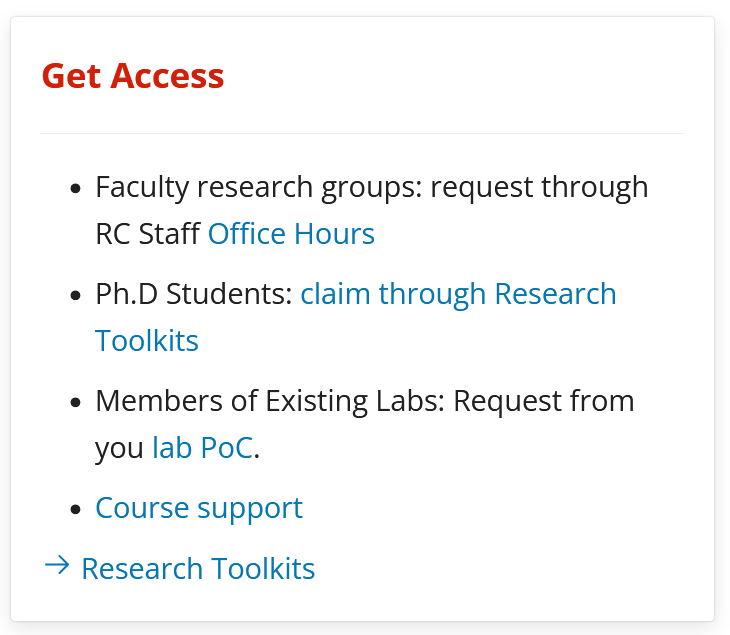 Get Access
• Faculty research groups: request through
RC Staff Office Hours
• Ph.D Students: claim through Research
Toolkits
• Members of Existing Labs: Request from
you lab PoC.
• Course support
→ Research Toolkits